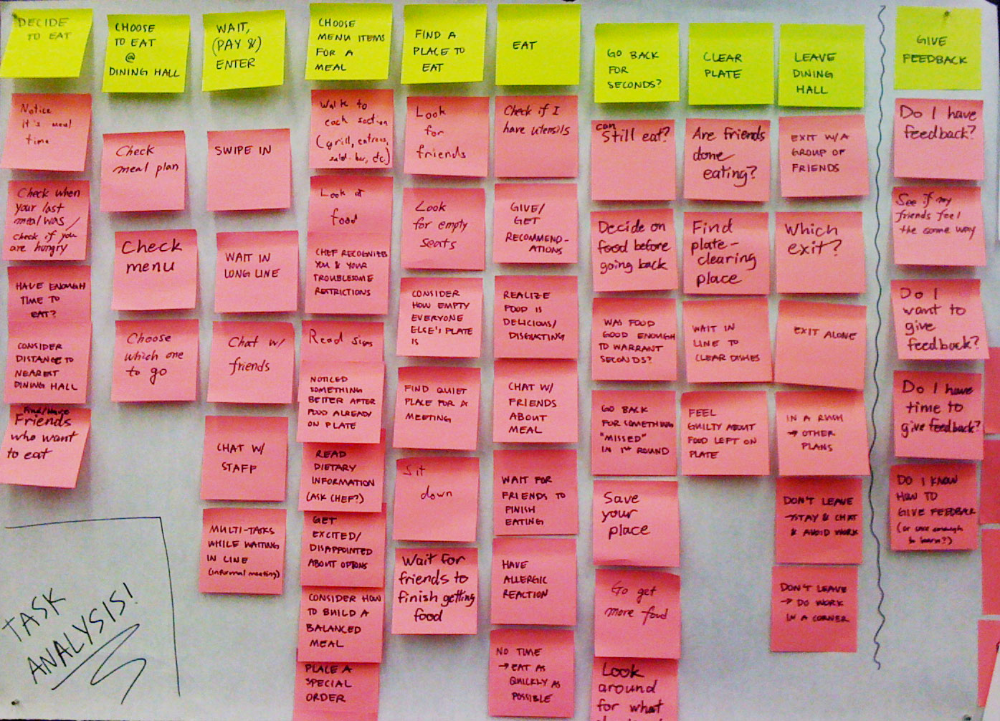 DECIDE
TO EAT
Notice
it's meal
time
Check when
your last
meal was/
check if you
are hungry
HAVE ENOUGH
TIME TO
EAT?
CONSIDER
DISTANCE TO
NEAREST
DINING HALL
Find/Have
Friends
who want
to eat
CHOOSE
TO EAT
@
DINING HALL
Check
meal plan
Check
menu
Choose
which one
to go
WAIT,
(PAY &)
ENTER
SWIPE IN
WAIT IN
LONG LINE
Chat w/
friends
CHAT W/
STAFF
MULTI-TASKS
WHILE WAITING
IN LINE
(informal meeting)
CHOOSE
MENU ITEMS
FOR A
MEAL
Walk to
each section
(grill, entrees,
salad-bar, etc.)
Look at
food
CHEF RECOGNIZES
YOU & YOUR
TROUBLESOME
RESTRICTIONS
Read signs
NOTICED
SOMETHING
BETTER AFTER
FOOD ALREADY
ON PLATE
READ
DIETARY
INFORMATION
(ASK CHEF?)
GET
EXCITED/
DISAPPOINTED
ABOUT OPTIONS
CONSIDER HOW
TO BUILD A
BALANCED
MEAL
PLACE A
SPECIAL
ORDER
FIND A
PLACE TO
EAT
Look
for
friends
Look
for empty
seats
CONSIDER
HOW EMPTY
EVERYONE
ELSE'S PLATE
IS
FIND QUIET
PLACE FOR A
MEETING
Sit
down
Wait for
friends to
finish getting
food
EAT
Check if I
have utensils
GIVE/
GET
RECOMMEND-
ATIONS
REALIZE
FOOD IS
DELICIOUS/
DISGUSTING
CHAT W/
FRIENDS
ABOUT
MEAL
WAIT FOR
FRIENDS TO
FINISH
EATING
HAVE
ALLERGIC
REACTION
NO TIME
→ EAT AS
QUICKLY AS
POSSIBLE
GO BACK
FOR
SECONDS?
can
Still eat?
Decide on
food before
going back
WAS FOOD
GOOD ENOUGH
TO WARRANT
SECONDS?
GO BACK
FOR SOMETHING
"MISSED"
IN 1ST ROUND
Save
your
place
Go get
more food
Look
around
for what
CLEAR
PLATE
Are friends
done
eating?
Find
plate-
clearing
place
WAIT IN
LINE TO
CLEAR DISHES
FEEL
GUILTY ABOUT
FOOD LEFT ON
PLATE
LEAVE
DINING
HALL
EXIT W/A
GROUP OF
FRIENDS
Which
exit?
EXIT ALONE
IN A RUSH
→ OTHER
PLANS
DON'T LEAVE
→ STAY & CHAT
& AVOID WORK
DON'T LEAVE
→ DO WORK
IN A CORNER
GIVE
FEEDBACK
Do I have
feedback?
See if my
friends feel
the same way
Do I
want to
give
feedback?
Do I have
time to
give feedback?
DO I KNOW
HOW TO
GIVE FEEDBACK
(or care enough
to learn?)
TASK
ANALYSIS!